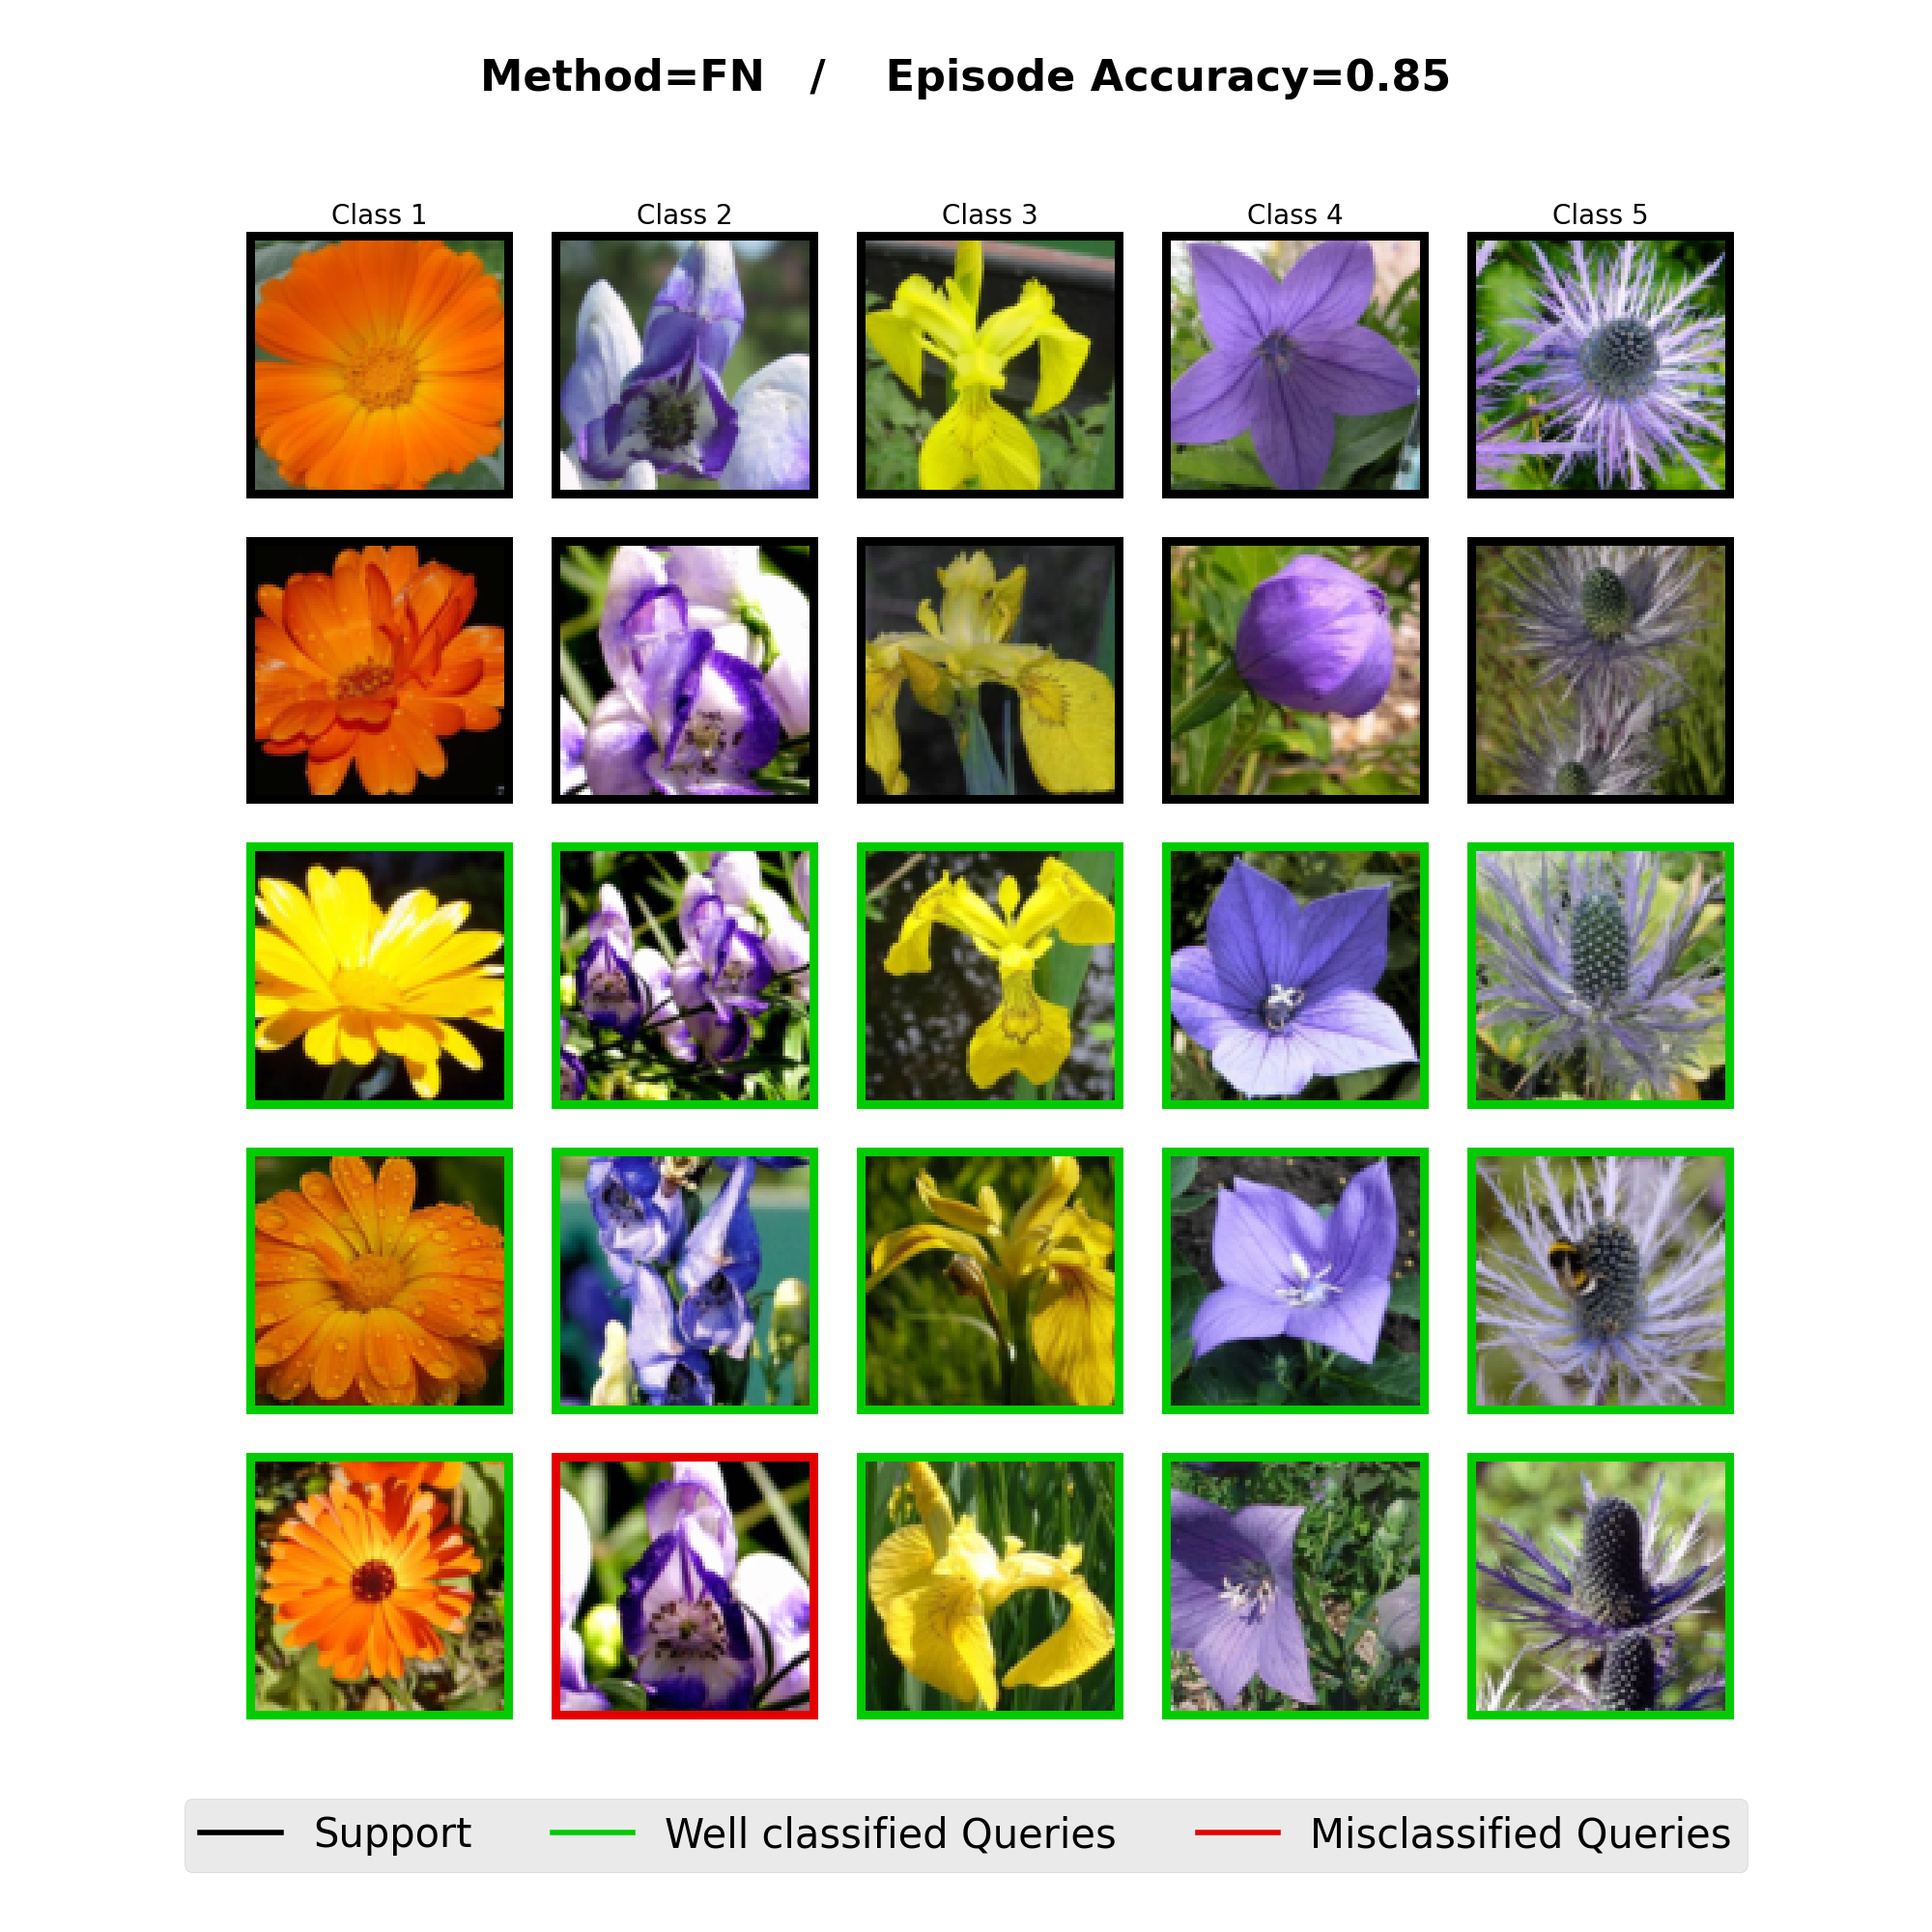 Method=FN / Episode Accuracy=0.85
Class 1 Class 2 Class 3 Class 4 Class 5
Support Well classified Queries Misclassified Queries